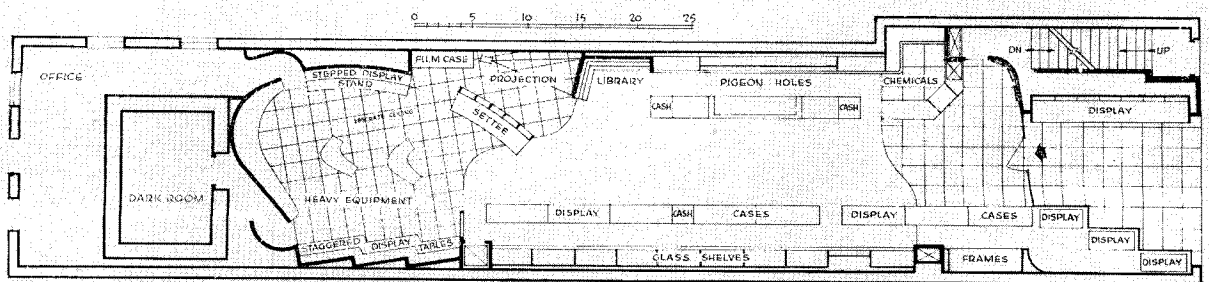 0 5 10 15 20 25
OFFICE
STEPPED DISPLAY
STAND
FILM CASE
PROJECTION
LIBRARY
PIGEON HOLES
CHEMICALS
DN
UP
CASH
CASH
DISPLAY
SETTEE
DARK ROOM
HEAVY EQUIPMENT
DISPLAY
CASH
CASES
DISPLAY
CASES
DISPLAY
DISPLAY
DISPLAY
STAGGERED DISPLAY TABLES
GLASS SHELVES
FRAMES